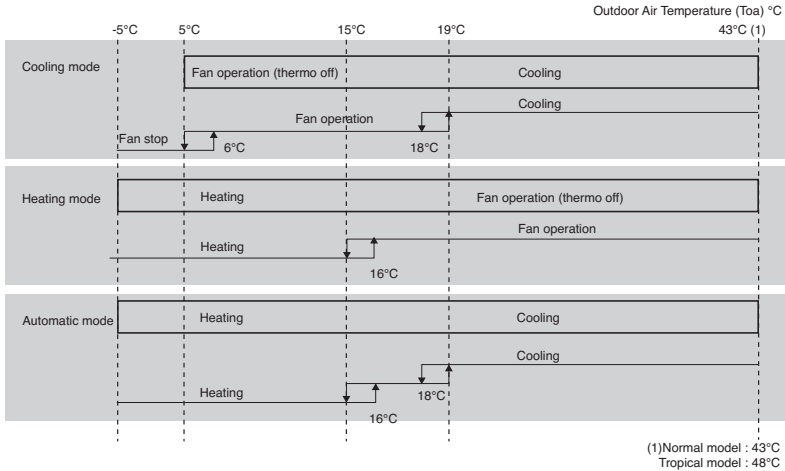 Outdoor Air Temperature (Toa) °C
-5°C 5°C 15°C 19°C 43°C (1)
Cooling mode
Fan operation (thermo off) Cooling
Cooling
Fan operation
Fan stop
6°C 18°C
Heating mode
Heating Fan operation (thermo off)
Fan operation
Heating
16°C
Automatic mode
Heating Cooling
Cooling
Heating
18°C
16°C
(1)Normal model : 43°C
Tropical model : 48°C